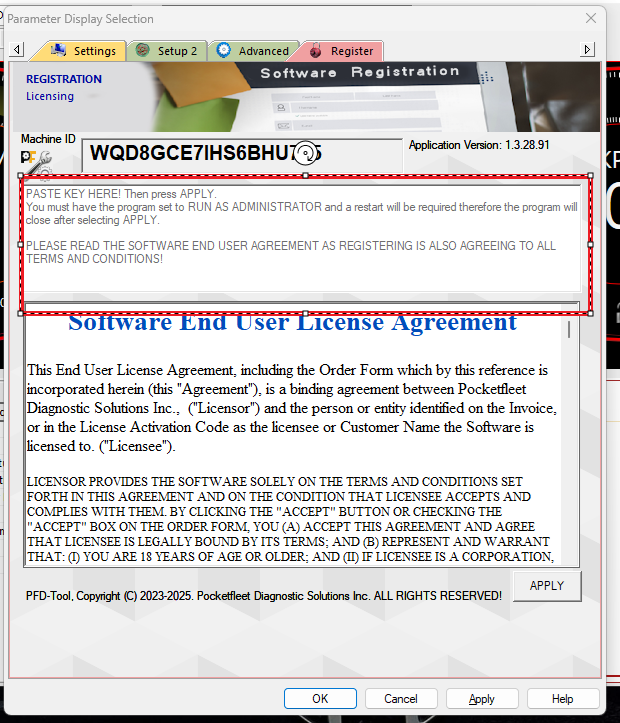 Parameter Display Selection
Settings
Setup 2
Advanced
Register
REGISTRATION
Licensing
Software Registration
Machine ID
Application Version: 1.3.28.91
PASTE KEY HERE! Then press APPLY.
You must have the program set to RUN AS ADMINISTRATOR and a restart will be required therefore the program will
close after selecting APPLY.
PLEASE READ THE SOFTWARE END USER AGREEMENT AS REGISTERING IS ALSO AGREEING TO ALL
TERMS AND CONDITIONS!
Software End User License Agreement
This End User License Agreement, including the Order Form which by this reference is
incorporated herein (this "Agreement"), is a binding agreement between Pocketfleet
Diagnostic Solutions Inc., ("Licensor") and the person or entity identified on the Invoice,
or in the License Activation Code as the licensee or Customer Name the Software is
licensed to. ("Licensee").
LICENSOR PROVIDES THE SOFTWARE SOLELY ON THE TERMS AND CONDITIONS SET
FORTH IN THIS AGREEMENT AND ON THE CONDITION THAT LICENSEE ACCEPTS AND
COMPLIES WITH THEM. BY CLICKING THE "ACCEPT" BUTTON OR CHECKING THE
"ACCEPT" BOX ON THE ORDER FORM, YOU (A) ACCEPT THIS AGREEMENT AND AGREE
THAT LICENSEE IS LEGALLY BOUND BY ITS TERMS; AND (B) REPRESENT AND WARRANT
THAT: (I) YOU ARE 18 YEARS OF AGE OR OLDER; AND (II) IF LICENSEE IS A CORPORATION,
PFD-Tool, Copyright (C) 2023-2025. Pocketfleet Diagnostic Solutions Inc. ALL RIGHTS RESERVED!
APPLY
OK
Cancel
Apply
Help